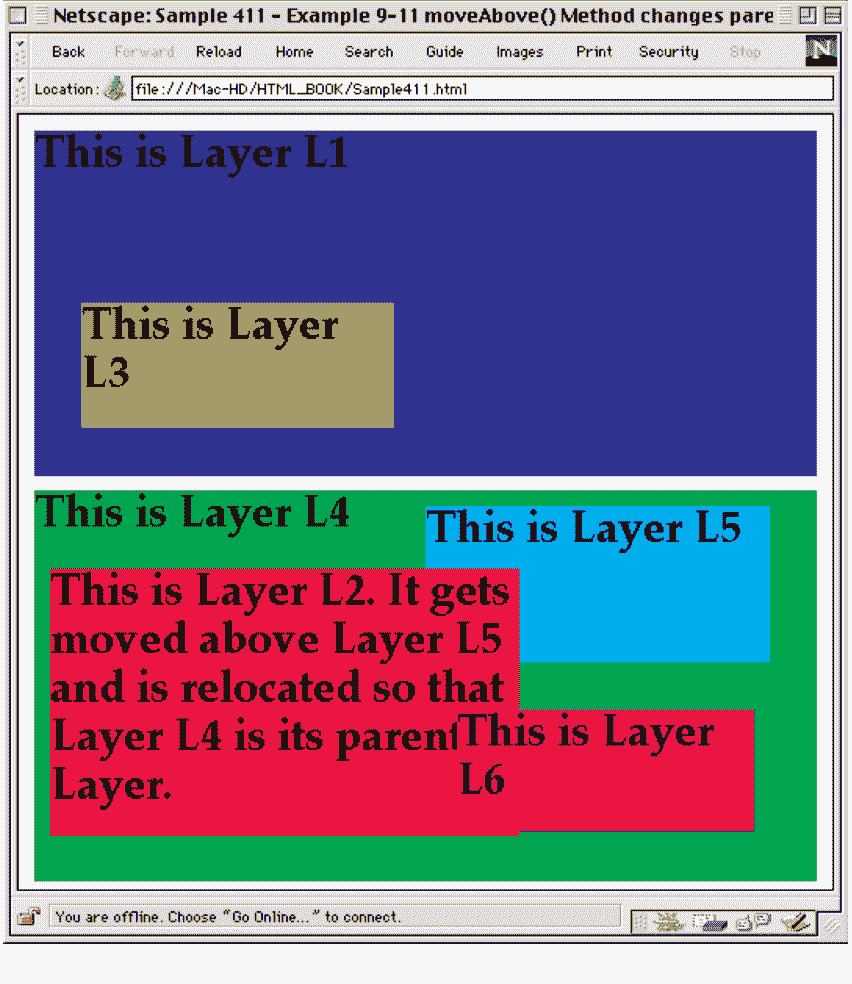 Netscape: Sample 411 - Example 9-11 moveAbove() Method changes pare
Back Forward Reload Home Search Guide Images Print Security Stop
N
Location: file:///Mac-HD/HTML_BOOK/Sample411.html
This is Layer L1
This is Layer
L3
This is Layer L4
This is Layer L5
This is Layer L2. It gets
moved above Layer L5
and is relocated so that
Layer L4 is its parent
Layer.
This is Layer
L6
You are offline. Choose "Go Online..." to connect.